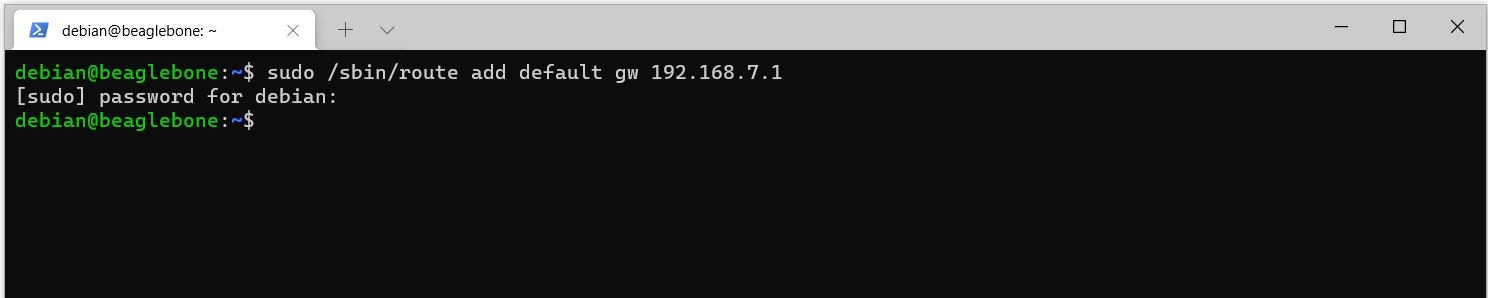 debian@beaglebone: ~
debian@beaglebone:~$ sudo /sbin/route add default gw 192.168.7.1
[sudo] password for debian:
debian@beaglebone:~$